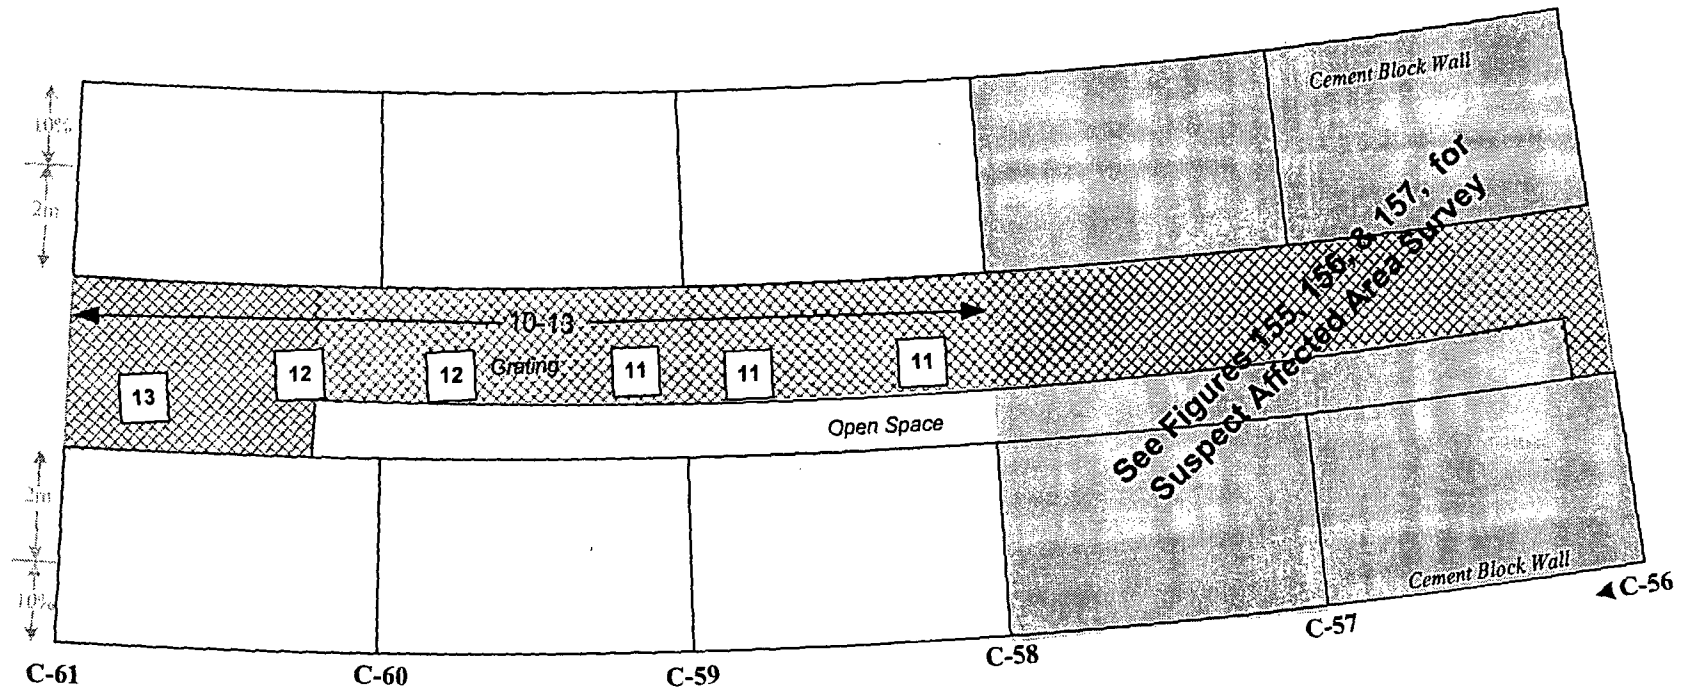 Cement Block Wall
10%
2m
10-13
Grating
12
12
11
11
11
13
Open Space
See Figures 155, 156, & 157, for
Suspect Affected Area Survey
2m
10%
Cement Block Wall
C-56
C-57
C-58
C-59
C-60
C-61